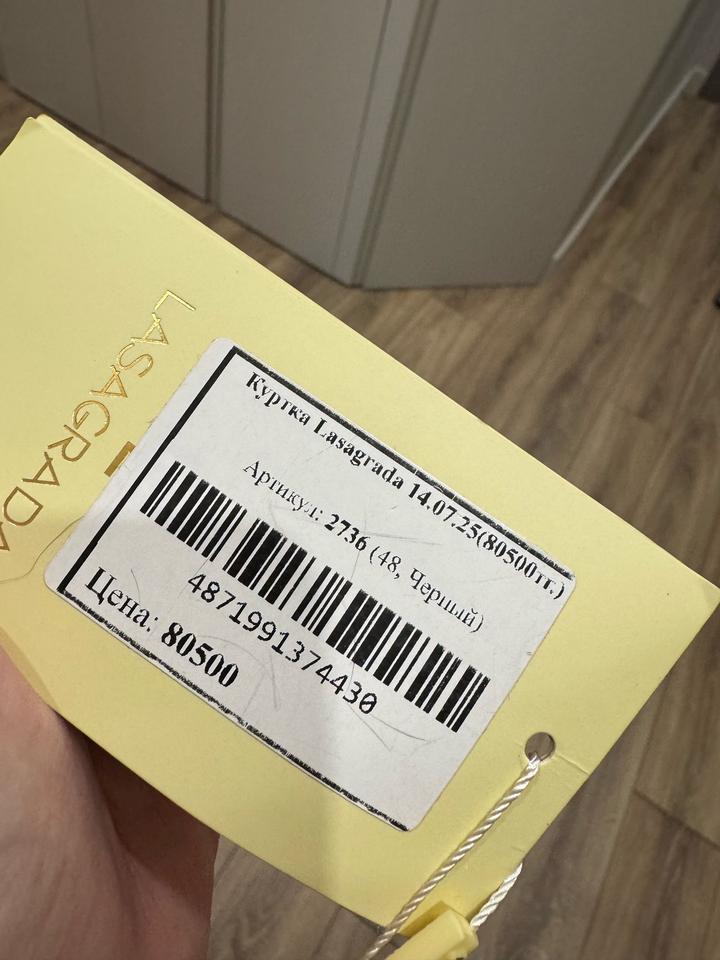 LASAGRADA
Куртка Lasagrada 14.07.25(80500тг.)
Артикул: 2736 (48, Черный)
4871991374430
Цена: 80500